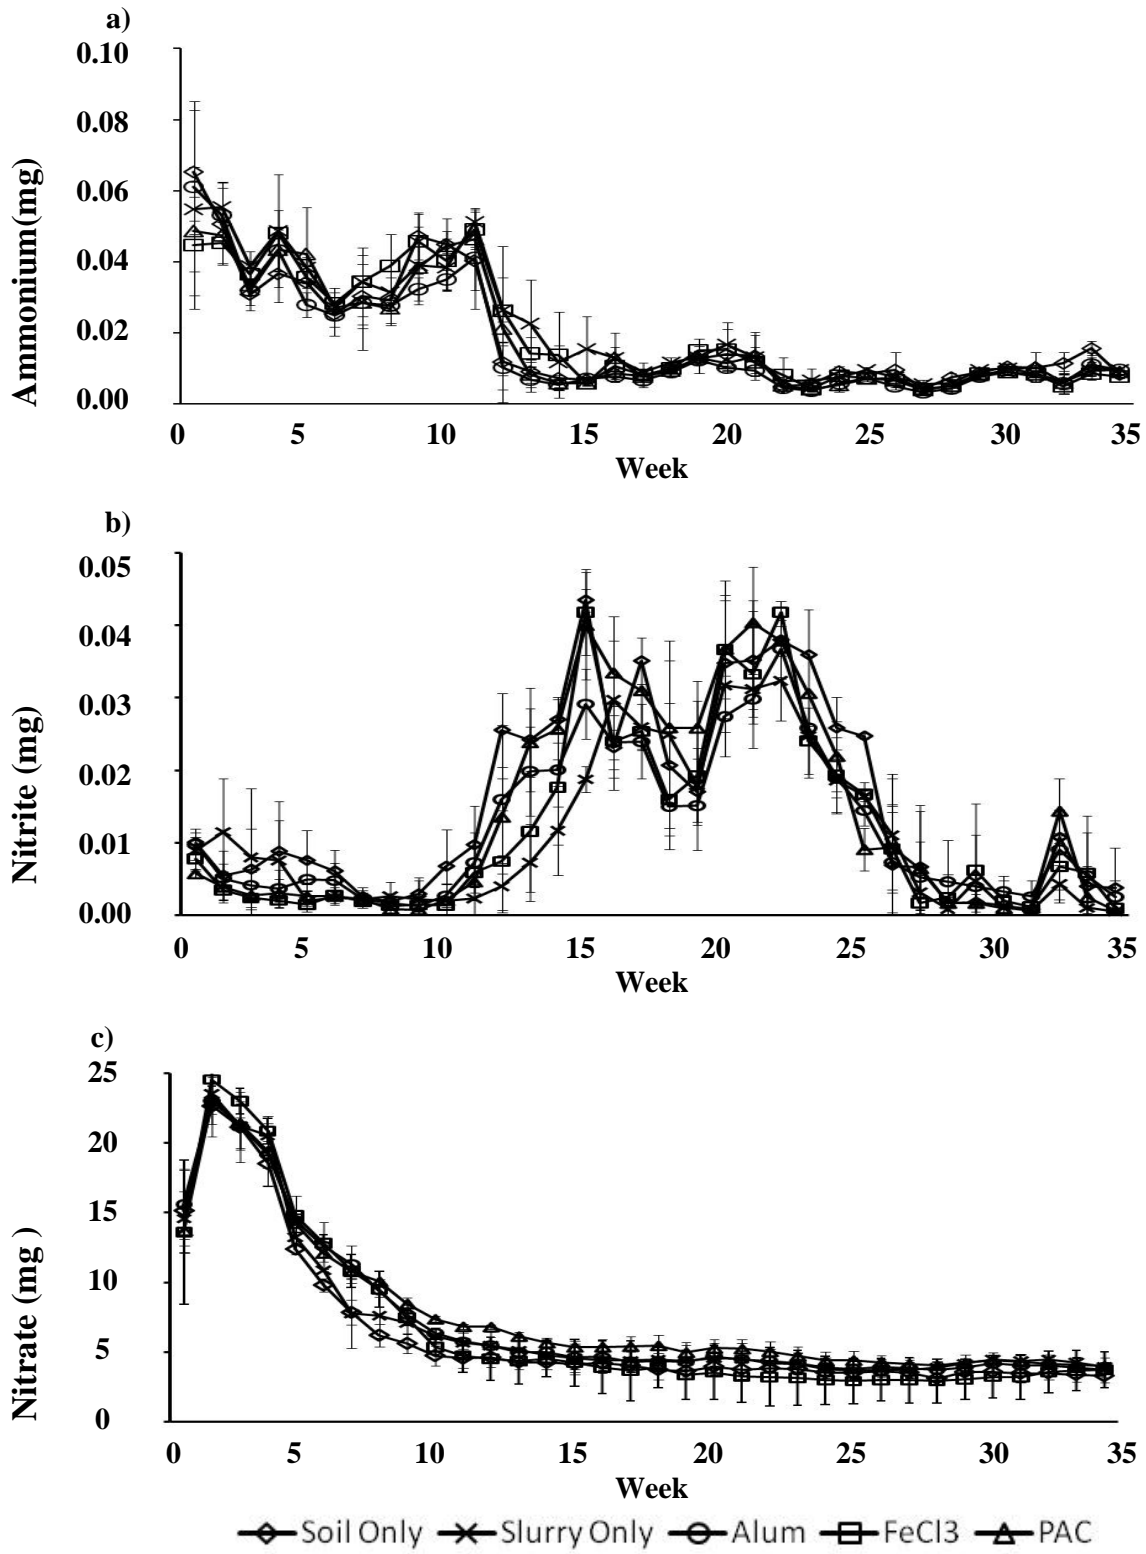 a)
0.10
0.08
0.06
0.04
0.02
0.00
Ammonium(mg)
0 5 10 15 20 25 30 35
Week
b)
0.05
0.04
0.03
0.02
0.01
0.00
Nitrite (mg)
0 5 10 15 20 25 30 35
Week
c)
25
20
15
10
5
0
Nitrate (mg )
0 5 10 15 20 25 30 35
Week
Soil Only Slurry Only Alum FeCl3 PAC